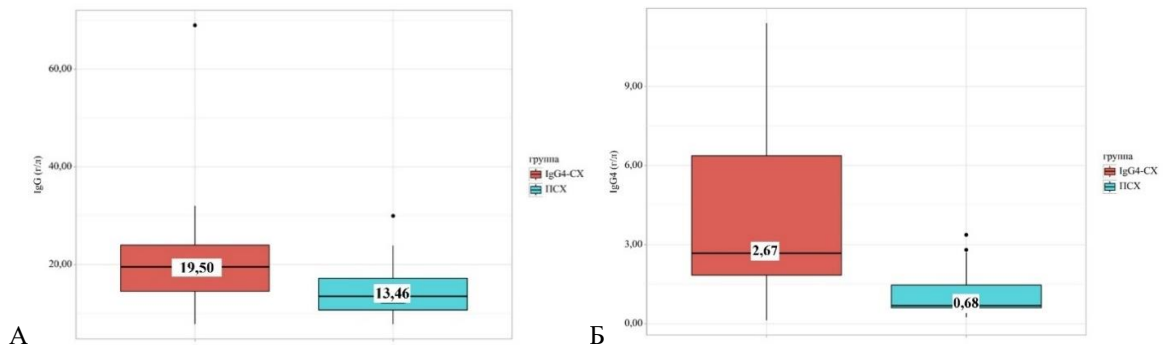 60,00
40,00
20,00
IgG (г/л)
19,50
13,46
группа
IgG4-СХ
ПСХ
А
9,00
6,00
3,00
0,00
IgG4 (г/л)
2,67
0,68
группа
IgG4-СХ
ПСХ
Б